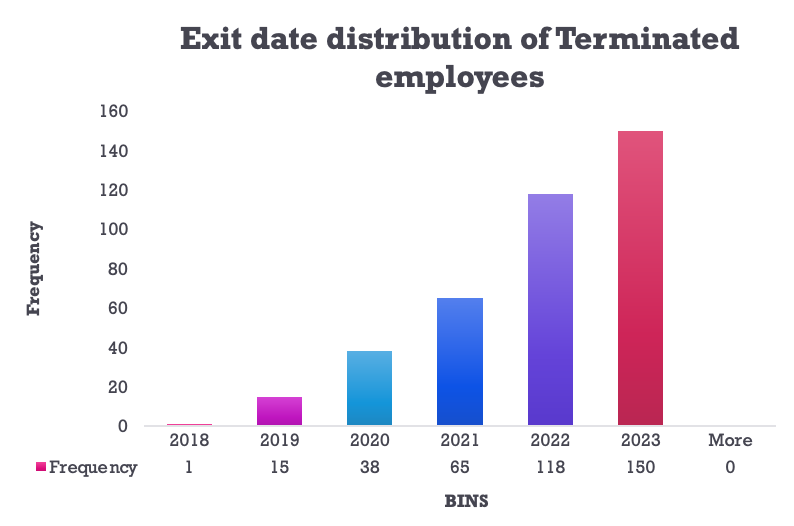 Exit date distribution of Terminated
employees
160
140
120
100
80
60
40
20
0
Frequency
2018 2019 2020 2021 2022 2023 More
Frequency 1 15 38 65 118 150 0
BINS